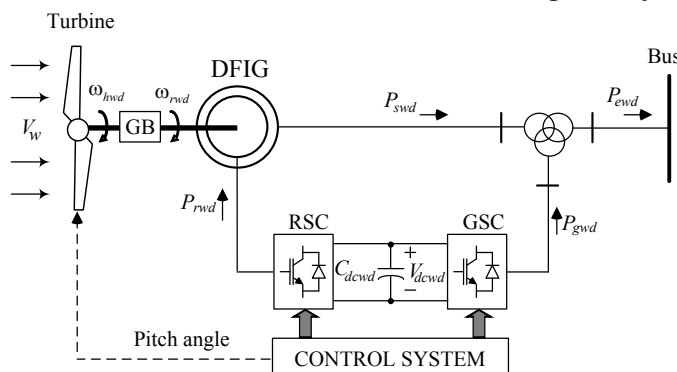 Turbine
DFIG
Bus
ω_hwd
ω_rwd
P_swd
P_ewd
V_w
GB
P_rwd
RSC
GSC
P_gwd
C_dcwd
+
V_dcwd
−
Pitch angle
CONTROL SYSTEM